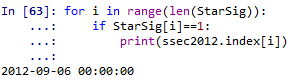 In [63]: for i in range(len(StarSig)):
    ...:     if StarSig[i]==1:
    ...:         print(ssec2012.index[i])
    ...:
2012-09-06 00:00:00